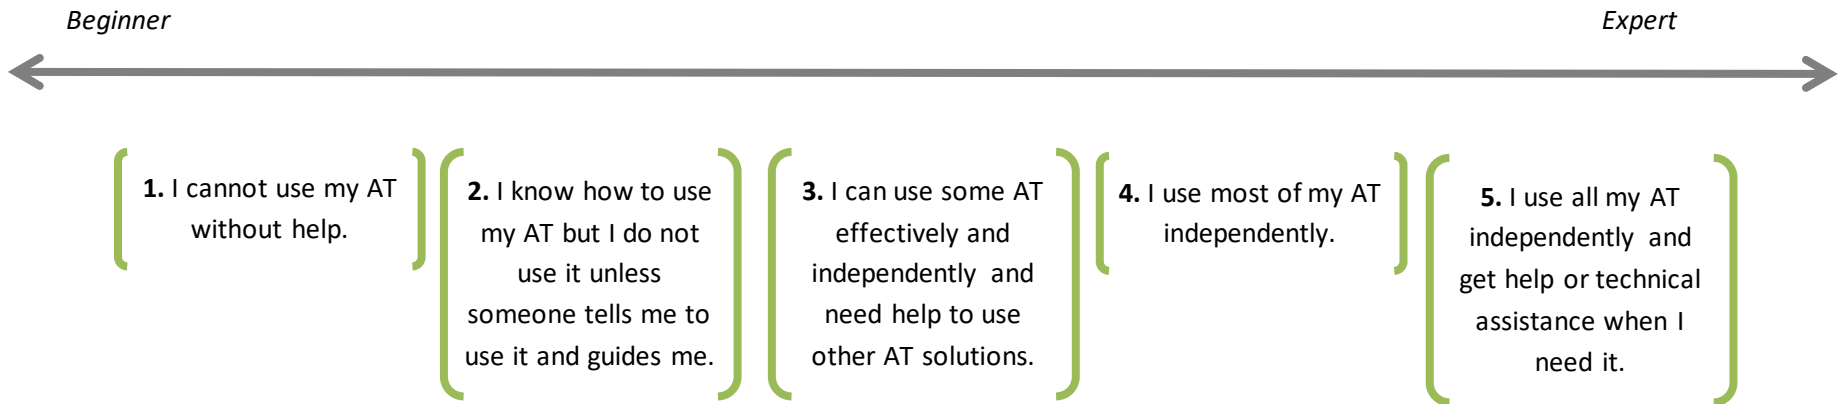 Beginner
Expert
1. I cannot use my AT
without help.
2. I know how to use
my AT but I do not
use it unless
someone tells me to
use it and guides me.
3. I can use some AT
effectively and
independently and
need help to use
other AT solutions.
4. I use most of my AT
independently.
5. I use all my AT
independently and
get help or technical
assistance when I
need it.